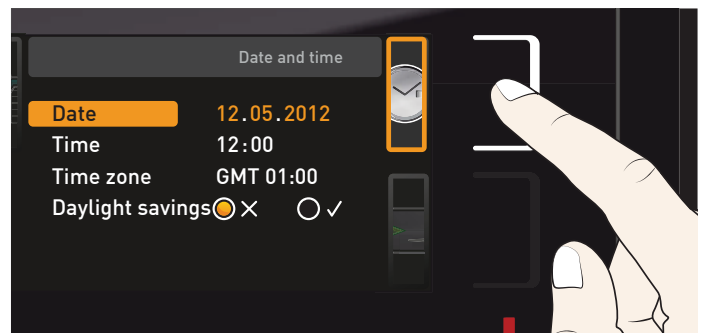 Date and time
Date 12.05.2012
Time 12:00
Time zone GMT 01:00
Daylight savings